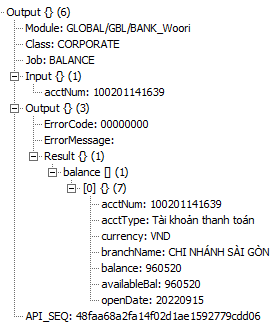 Output {} (6)
Module: GLOBAL/GBL/BANK_Woori
Class: CORPORATE
Job: BALANCE
Input {} (1)
acctNum: 100201141639
Output {} (3)
ErrorCode: 00000000
ErrorMessage:
Result {} (1)
balance [] (1)
[0] {} (7)
acctNum: 100201141639
acctType: Tài khoản thanh toán
currency: VND
branchName: CHI NHÁNH SÀI GÒN
balance: 960520
availableBal: 960520
openDate: 20220915
API_SEQ: 48faa68a2fa14f02d1ae1592779cdd06